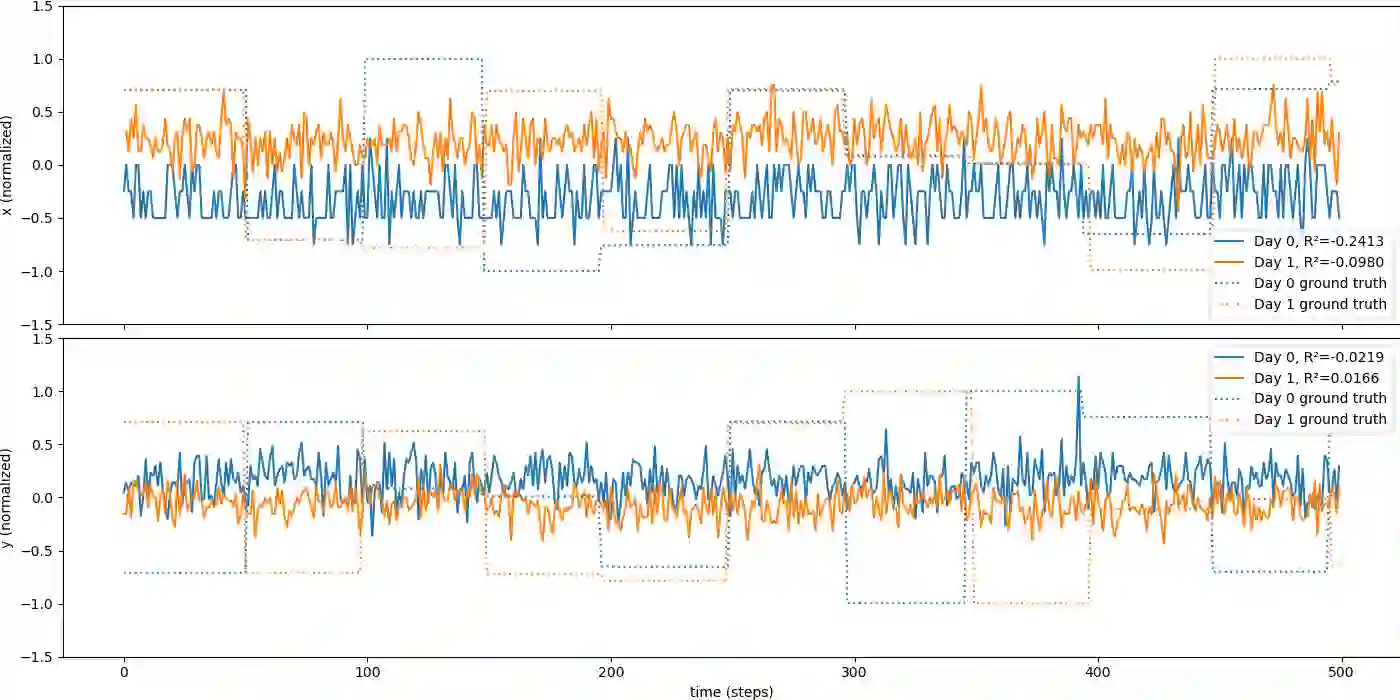 1.5
1.0
0.5
0.0
−0.5
−1.0
−1.5
x (normalized)
Day 0, R²=-0.2413
Day 1, R²=-0.0980
Day 0 ground truth
Day 1 ground truth
1.5
1.0
0.5
0.0
−0.5
−1.0
−1.5
y (normalized)
Day 0, R²=-0.0219
Day 1, R²=0.0166
Day 0 ground truth
Day 1 ground truth
0 100 200 300 400 500
time (steps)